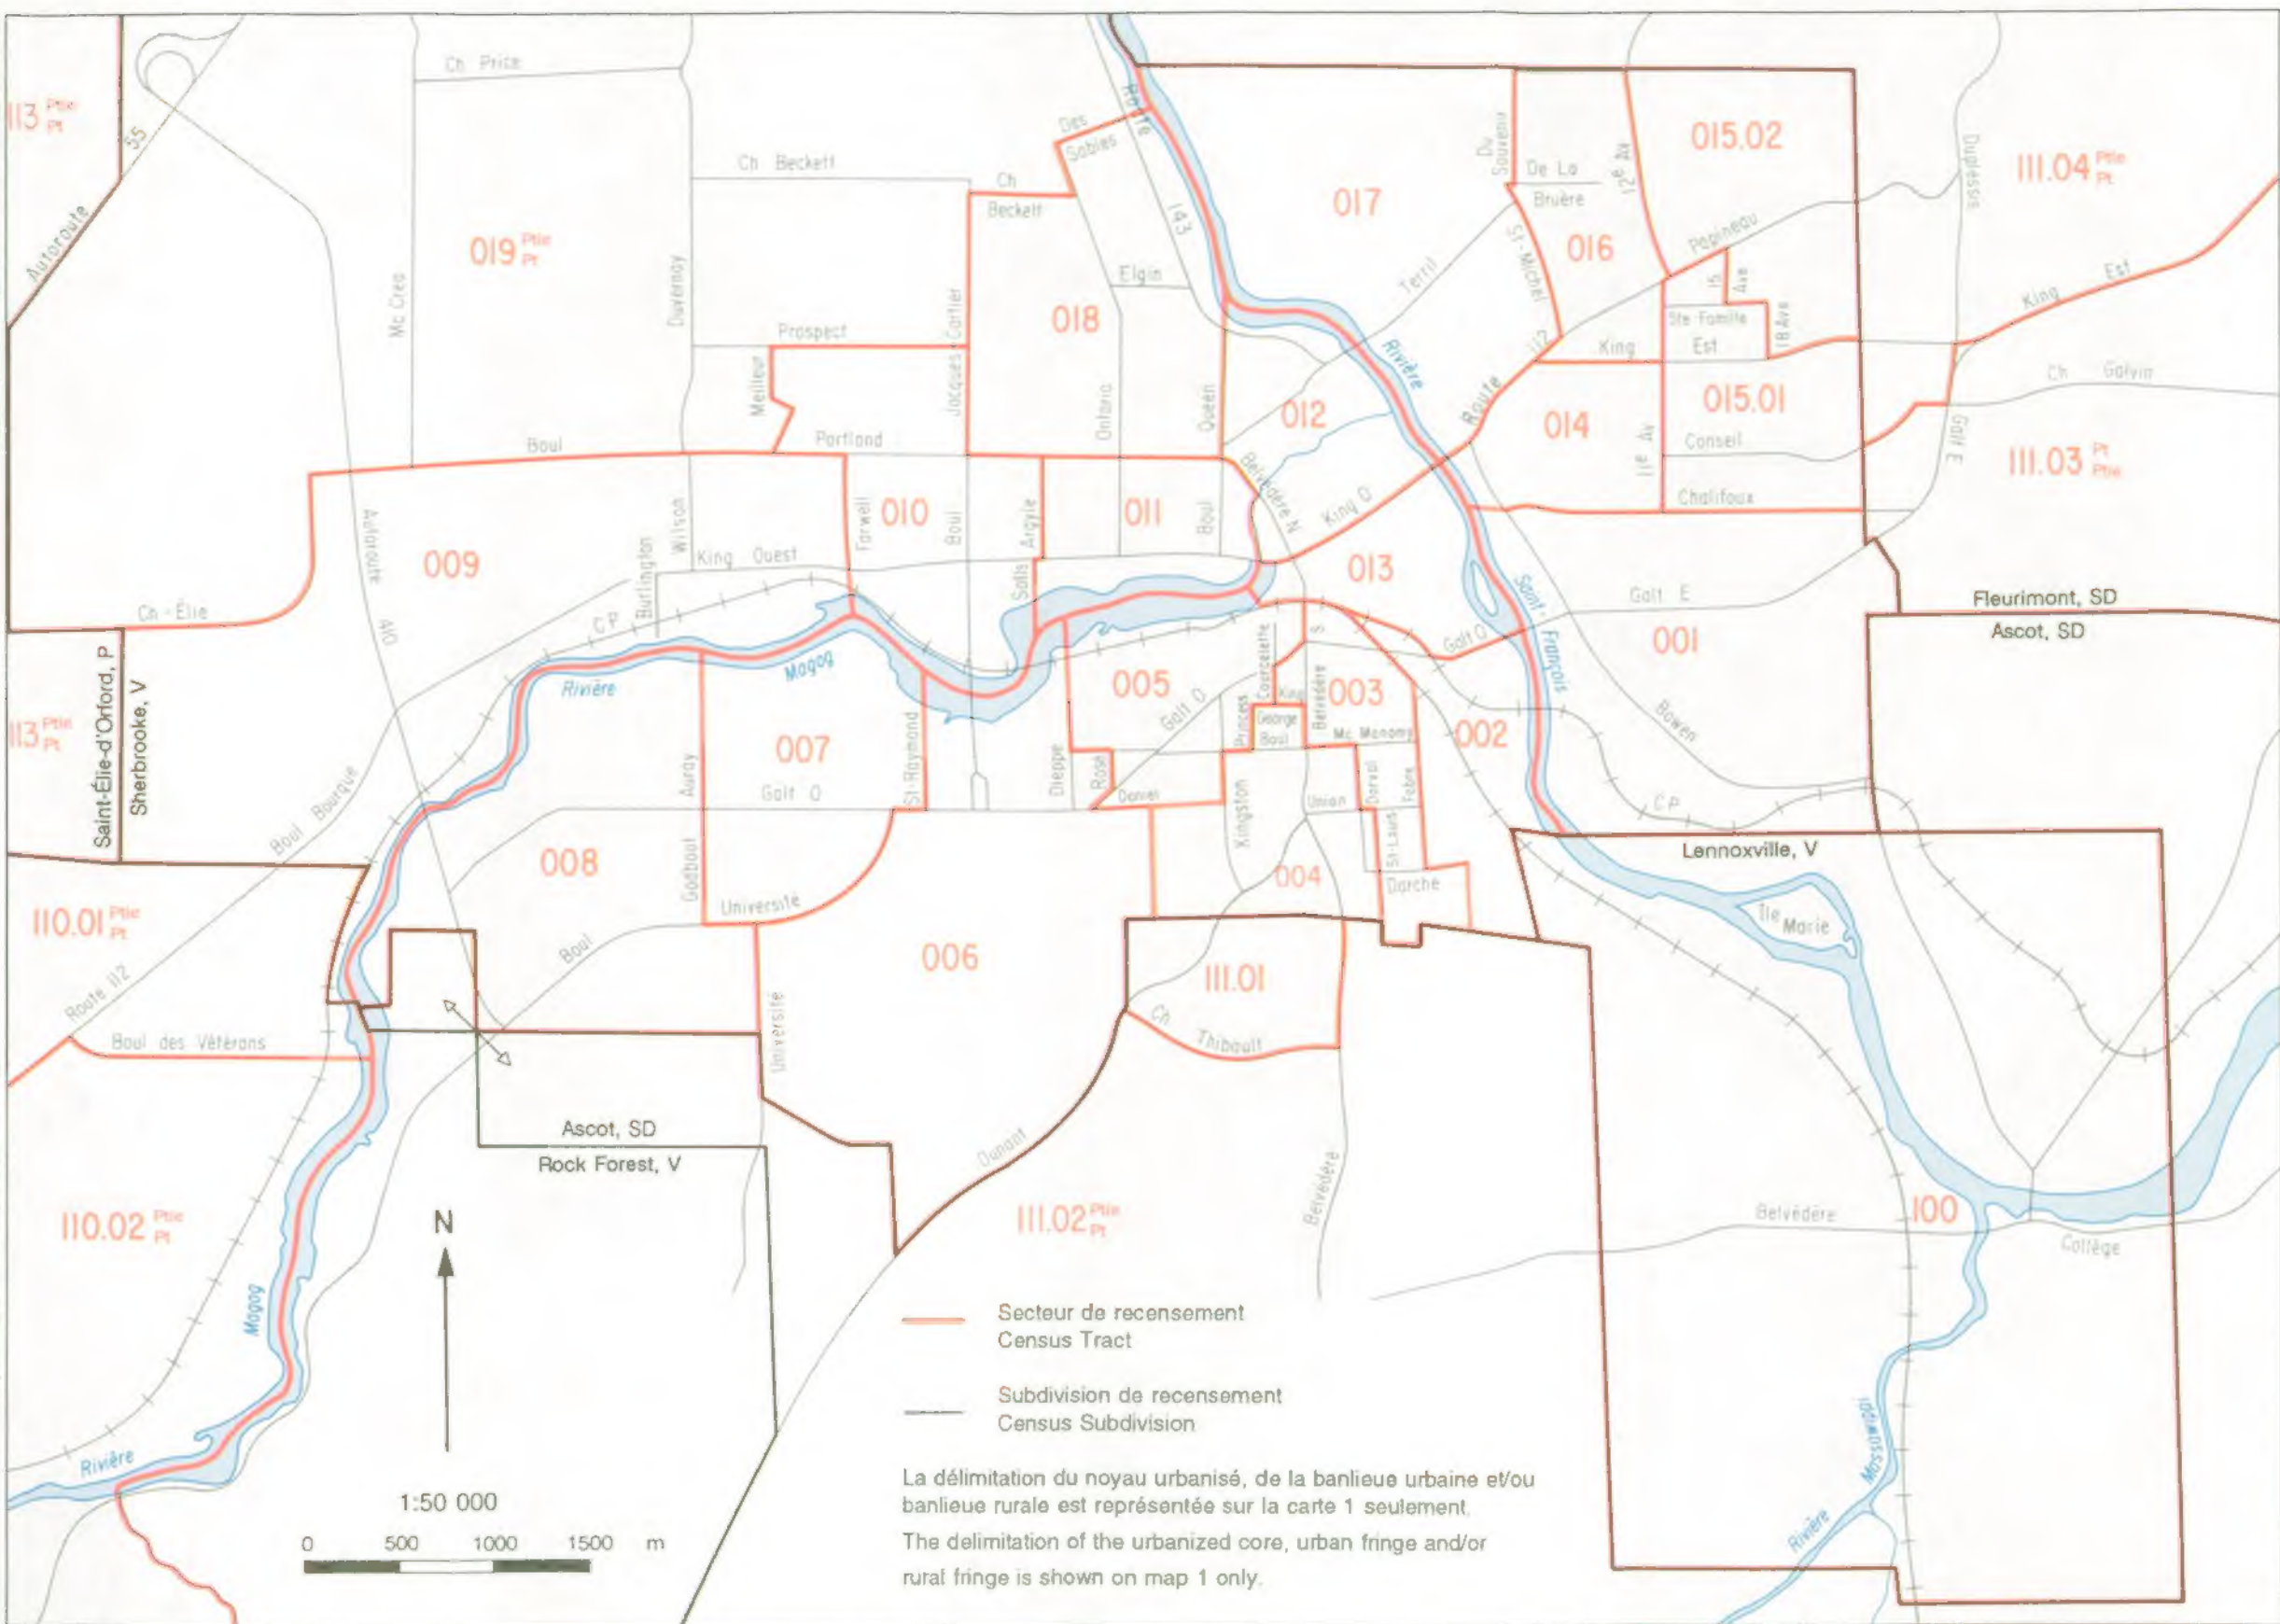 Ch Price
113 Ptie Pt
55
Autoroute
019 Ptie Pt
Mc Crea
Duvernay
Ch Beckett
Ch
Beckett
Des
Sables
Route
143
Elgin
018
Prospect
Jacques-Cartier
Meilleur
Ontario
Queen
Portland
Boul
017
Du
Souvenir
De La
Bruère
12e Av
015.02
016
St-Michel
Terril
Papineau
15
Ave
Ste-Famille
18 Ave
King
Est
112
Route
Duplessis
111.04 Ptie Pt
King
Est
Ch Galvin
Galt E
111.03 Pt Ptie
015.01
014
11e Av
Conseil
Chalifoux
012
Rivière
Belvédère N
King O
013
Saint-
François
Galt E
001
Fleurimont, SD
Ascot, SD
Autoroute
410
009
Wilson
Burlington
King Ouest
CP
Farwell
010
Boul
Argyle
Solis
011
Boul
Ch - Élie
Saint-Élie-d'Orford, P
Sherbrooke, V
113 Ptie Pt
Rivière
Magog
Boul Bourque
007
Auray
Galt O
St-Raymond
005
Galt O
Dieppe
Rose
Daniel
Princess
Courcelette
King
George
Boul
S
Belvédère
003
Mc Manamy
Galt O
002
Bowen
CP
Kingston
Union
Dorval
Fabre
St-Louis
Darche
004
Lennoxville, V
Île
Marie
008
Godbout
Université
Boul
110.01 Ptie Pt
Route 112
Boul des Vétérans
006
Université
111.01
Ch
Thibault
Ascot, SD
Rock Forest, V
Dunant
111.02 Ptie Pt
Belvédère
Belvédère
100
Collège
110.02 Ptie Pt
Magog
Rivière
N
1:50 000
0 500 1000 1500 m
Secteur de recensement
Census Tract
Subdivision de recensement
Census Subdivision
La délimitation du noyau urbanisé, de la banlieue urbaine et/ou
banlieue rurale est représentée sur la carte 1 seulement.
The delimitation of the urbanized core, urban fringe and/or
rural fringe is shown on map 1 only.
Massawippi
Rivière